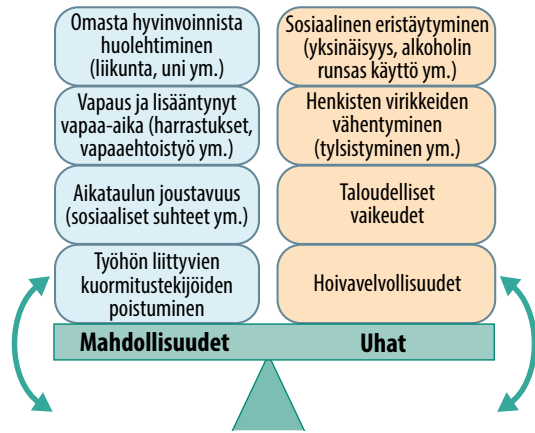 Omasta hyvinvoinnista
huolehtiminen
(liikunta, uni ym.)
Vapaus ja lisääntynyt
vapaa-aika (harrastukset,
vapaaehtoistyö ym.)
Aikataulun joustavuus
(sosiaaliset suhteet ym.)
Työhön liittyvien
kuormitustekijöiden
poistuminen
Mahdollisuudet
Sosiaalinen eristäytyminen
(yksinäisyys, alkoholin
runsas käyttö ym.)
Henkisten virikkeiden
vähentyminen
(tylsistyminen ym.)
Taloudelliset
vaikeudet
Hoivavelvollisuudet
Uhat